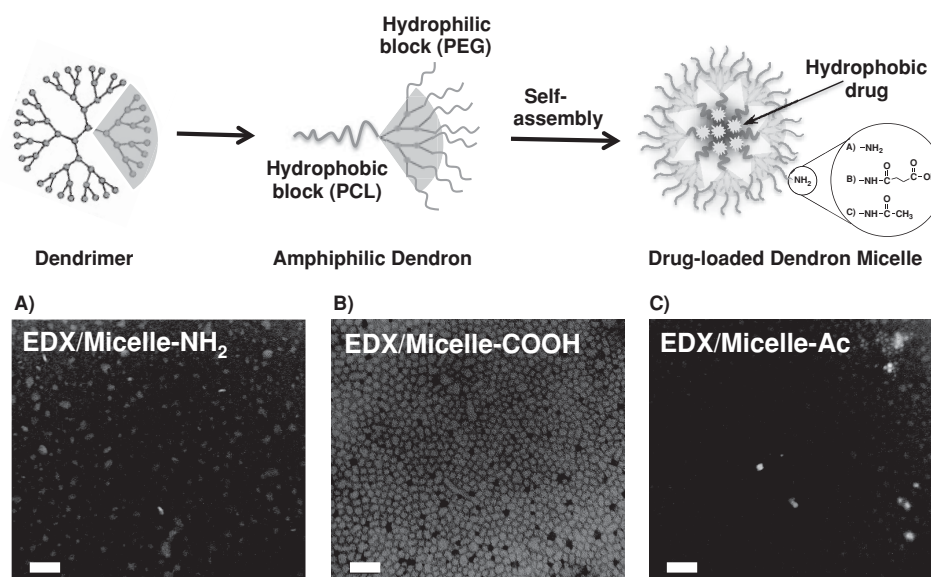 Hydrophilic
block (PEG)
Hydrophobic
drug
Self-
assembly
Hydrophobic
block (PCL)
NH2
A) –NH2
B) –NH–C(=O)–C–O
C) –NH–C(=O)–CH3
Dendrimer
Amphiphilic Dendron
Drug-loaded Dendron Micelle
A)
B)
C)
EDX/Micelle-NH2
EDX/Micelle-COOH
EDX/Micelle-Ac